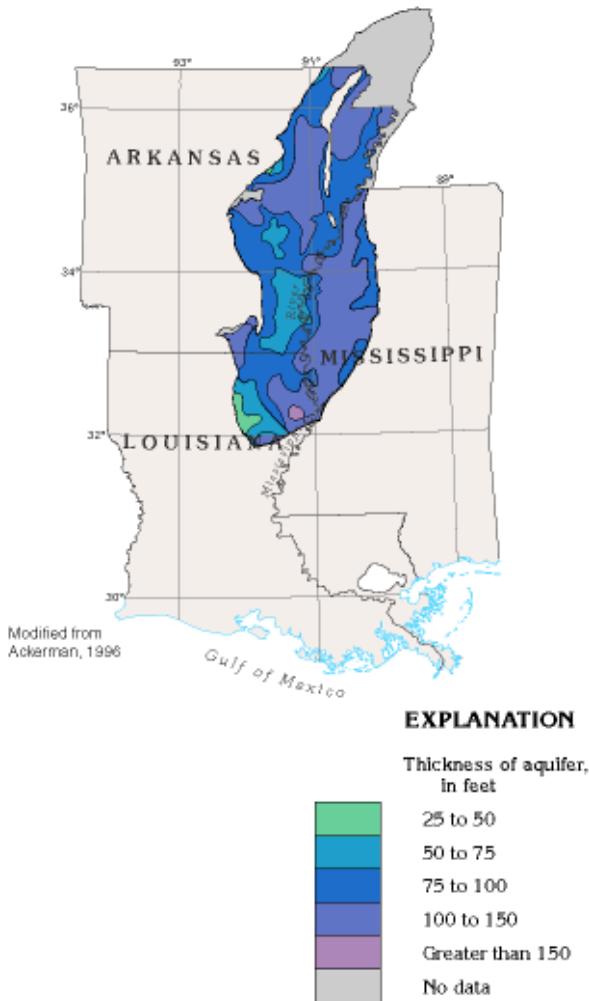 93°
91°
36°
ARKANSAS
89°
34°
River
MISSISSIPPI
32°
LOUISIANA
Mississippi
30°
Modified from
Ackerman, 1996
Gulf of Mexico
EXPLANATION
Thickness of aquifer,
in feet
25 to 50
50 to 75
75 to 100
100 to 150
Greater than 150
No data